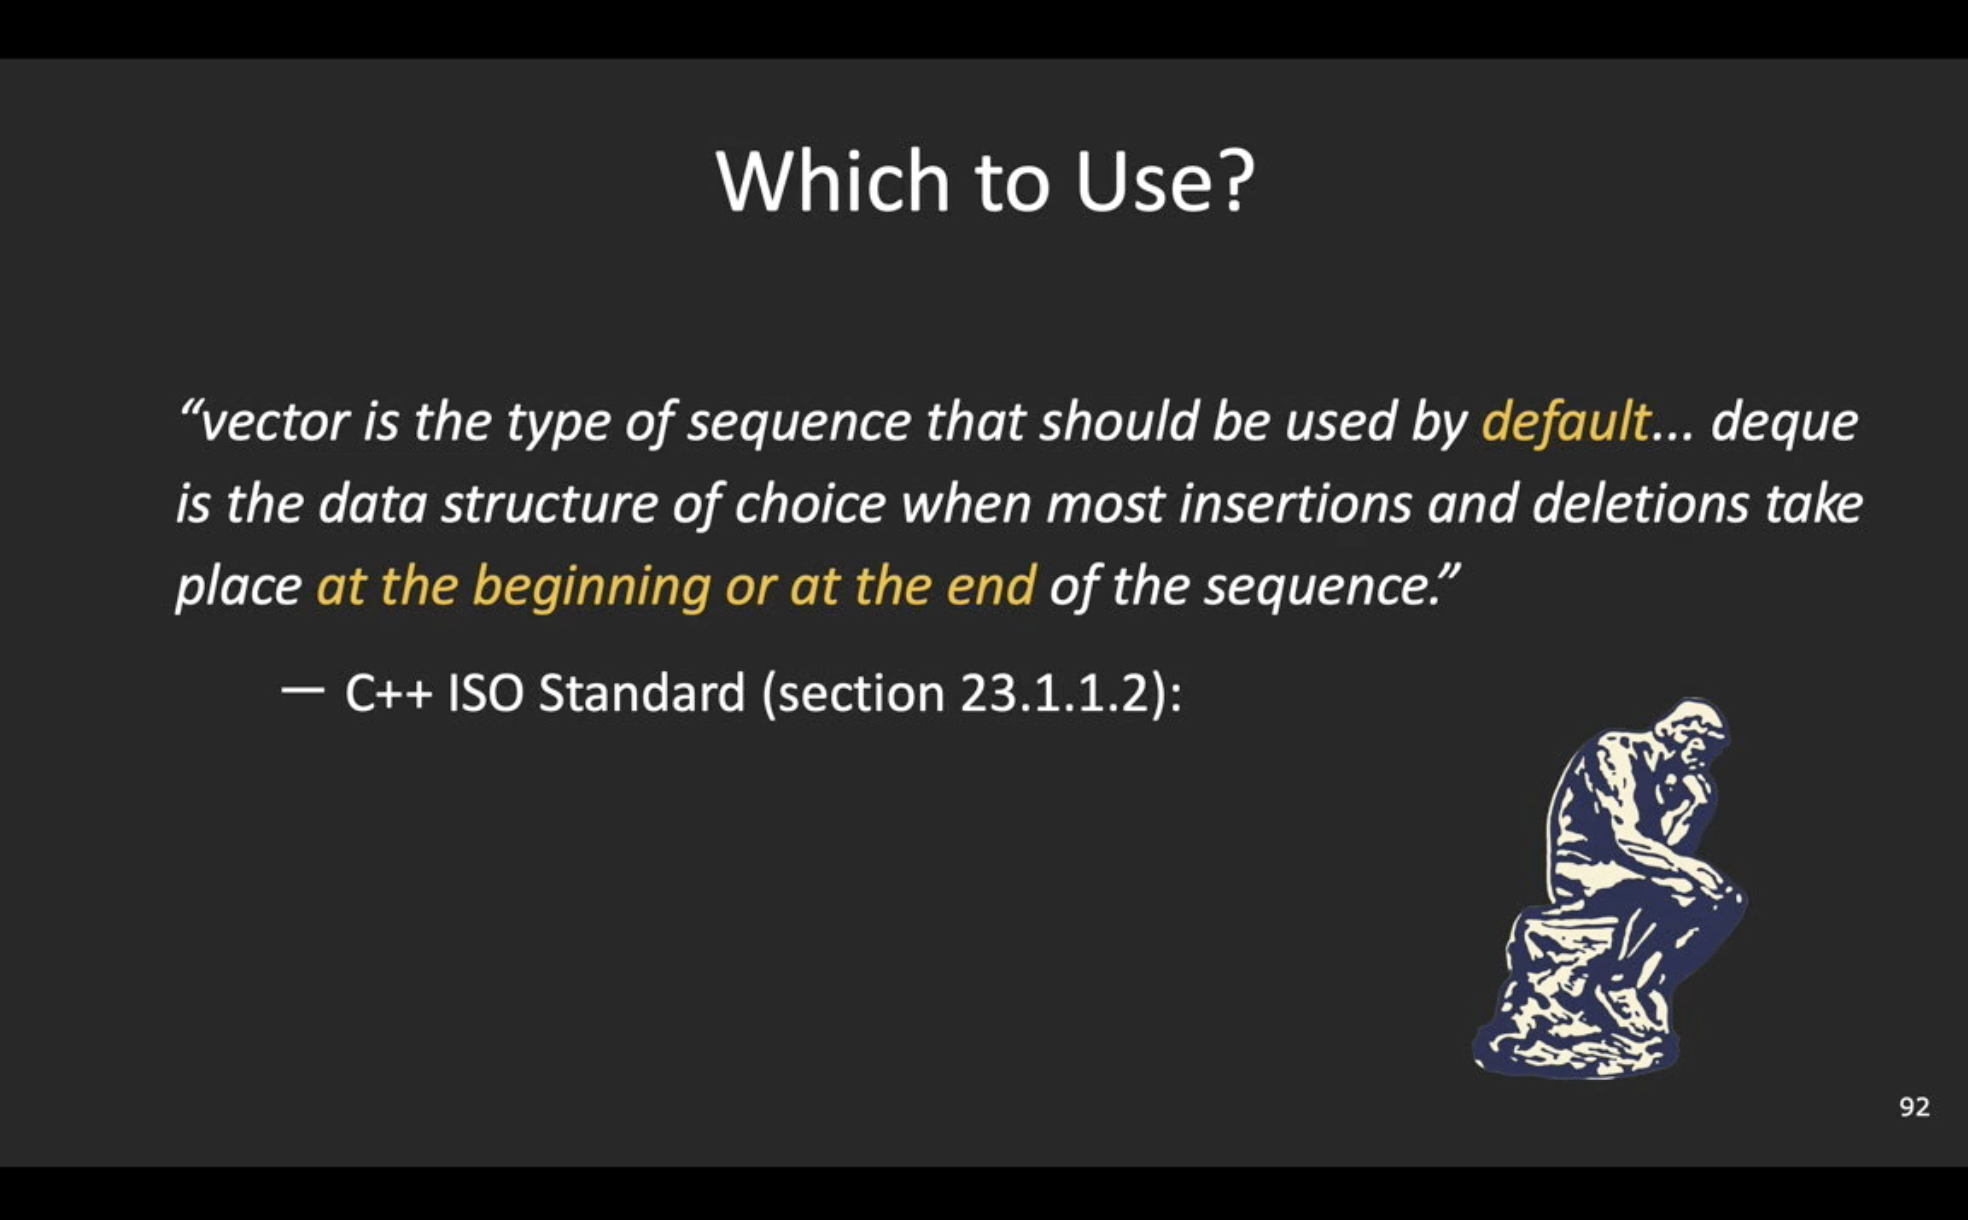 Which to Use?
“vector is the type of sequence that should be used by default... deque
is the data structure of choice when most insertions and deletions take
place at the beginning or at the end of the sequence.”
— C++ ISO Standard (section 23.1.1.2):
92